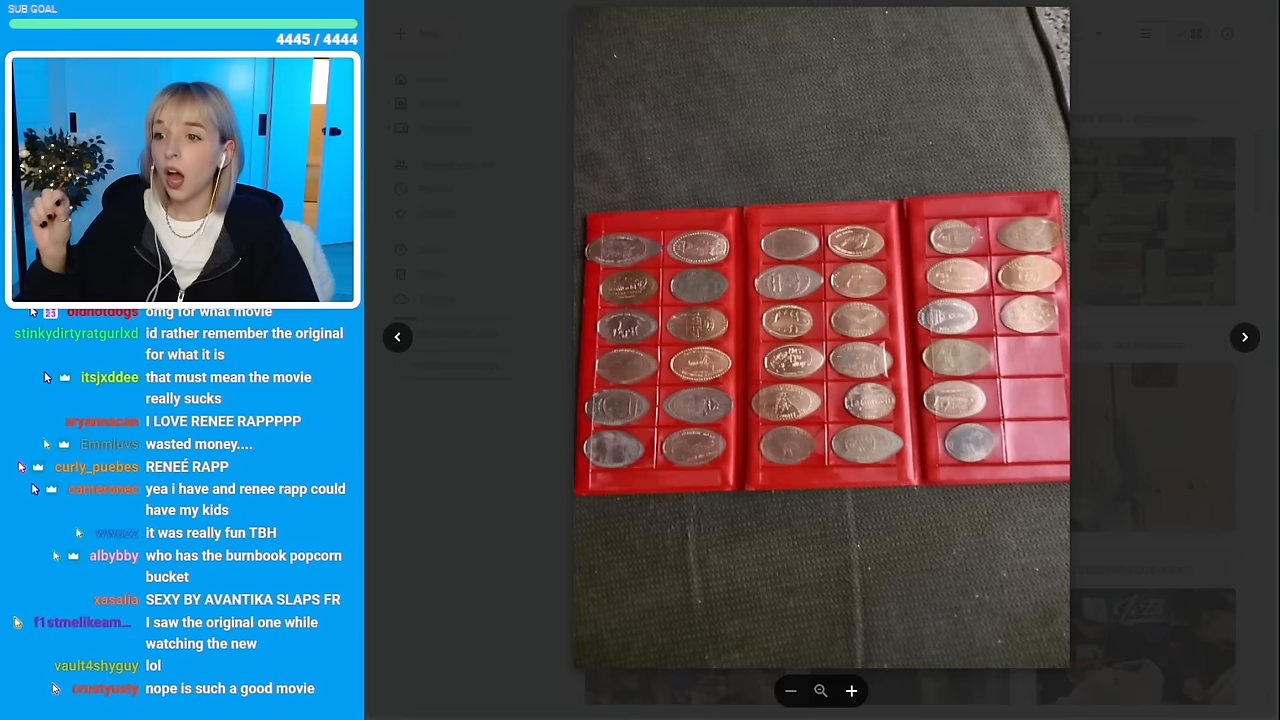 SUB GOAL
4445 / 4444
oldhotdogs omg for what movie
stinkydirtyratgurlxd id rather remember the original
for what it is
itsjxddee that must mean the movie
really sucks
I LOVE RENEE RAPPPPP
Emmluvs wasted money....
curly_puebes RENEÉ RAPP
yea i have and renee rapp could
have my kids
it was really fun TBH
albybby who has the burnbook popcorn
bucket
xasalia SEXY BY AVANTIKA SLAPS FR
f1stmelikeam... I saw the original one while
watching the new
vault4shyguy lol
crustyusty nope is such a good movie